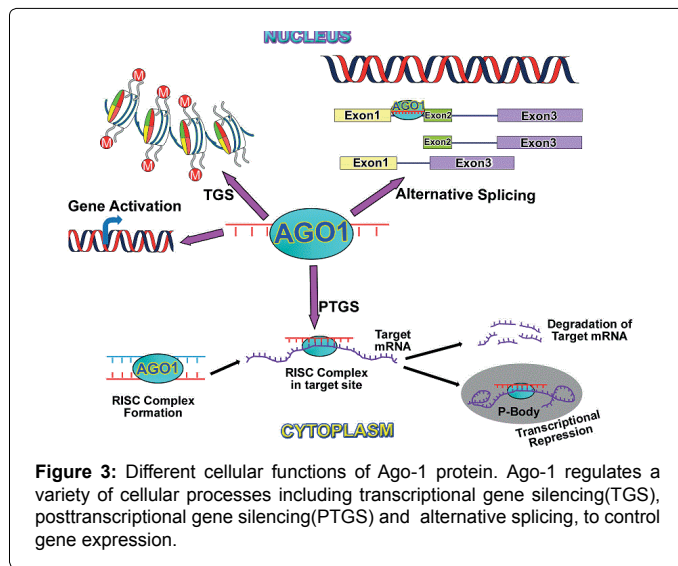 NUCLEUS
M M M
M M M
AGO1
Exon1 Exon2 Exon3
Exon2 Exon3
Exon1 Exon3
TGS
Alternative Splicing
Gene Activation
AGO1
PTGS
Target
mRNA
Degradation of
Target mRNA
AGO1
RISC Complex
Formation
RISC Complex
in target site
P-Body
Transcriptional
Repression
CYTOPLASM
Figure 3: Different cellular functions of Ago-1 protein. Ago-1 regulates a
variety of cellular processes including transcriptional gene silencing(TGS),
posttranscriptional gene silencing(PTGS) and alternative splicing, to control
gene expression.